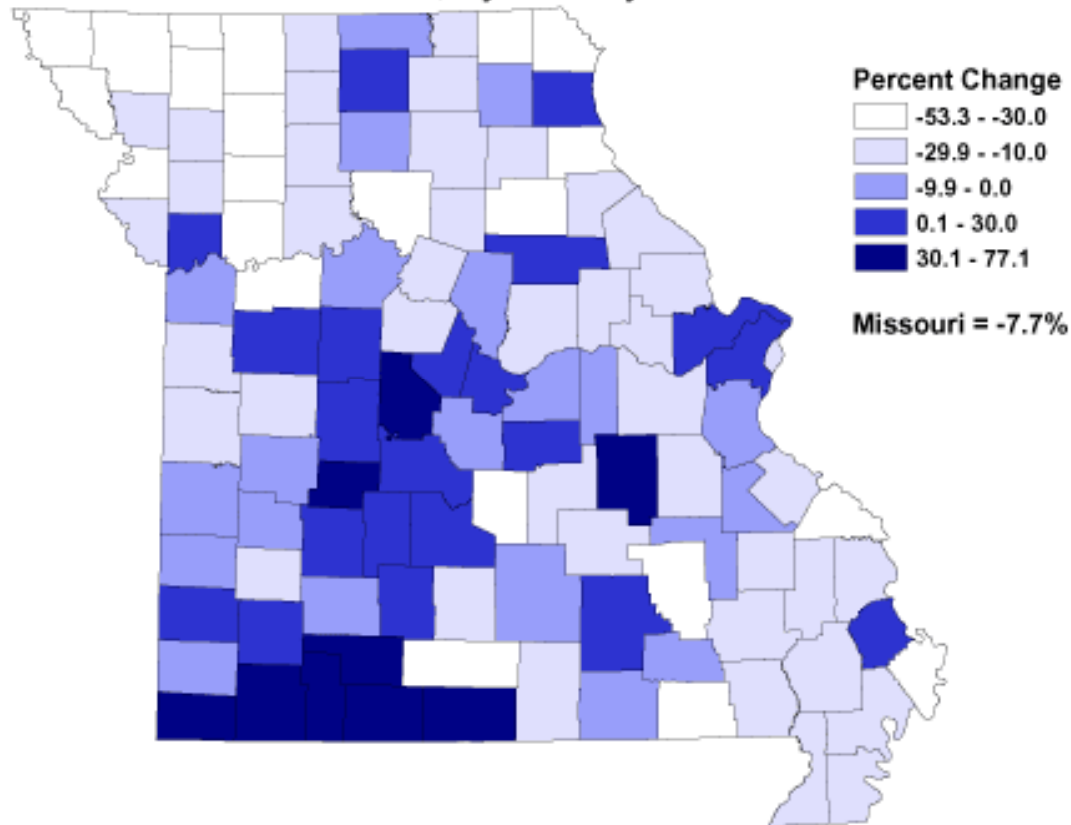 Percent Change
-53.3 - -30.0
-29.9 - -10.0
-9.9 - 0.0
0.1 - 30.0
30.1 - 77.1
Missouri = -7.7%